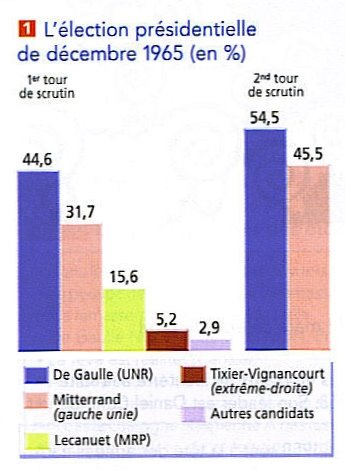 1 L'élection présidentielle
de décembre 1965 (en %)
1er tour
de scrutin
2nd tour
de scrutin
44,6
31,7
15,6
5,2
2,9
54,5
45,5
De Gaulle (UNR)
Mitterrand
(gauche unie)
Lecanuet (MRP)
Tixier-Vignancourt
(extrême-droite)
Autres candidats